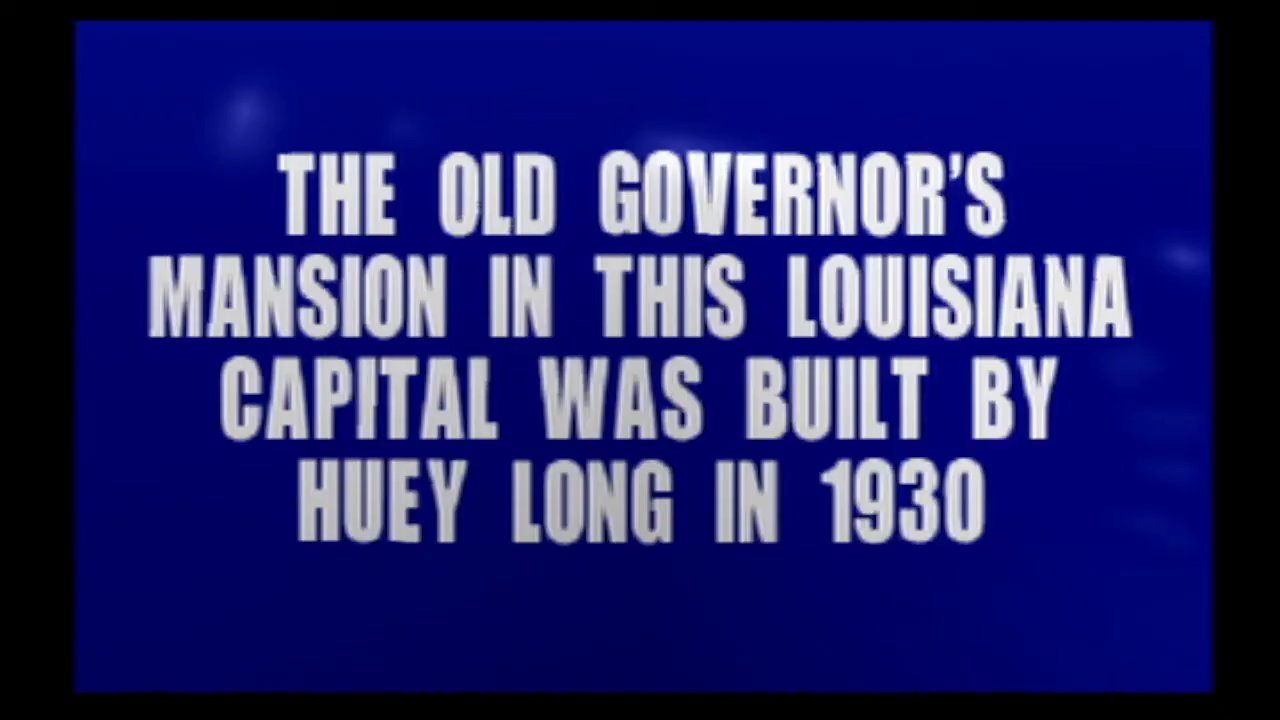 THE OLD GOVERNOR'S
MANSION IN THIS LOUISIANA
CAPITAL WAS BUILT BY
HUEY LONG IN 1930